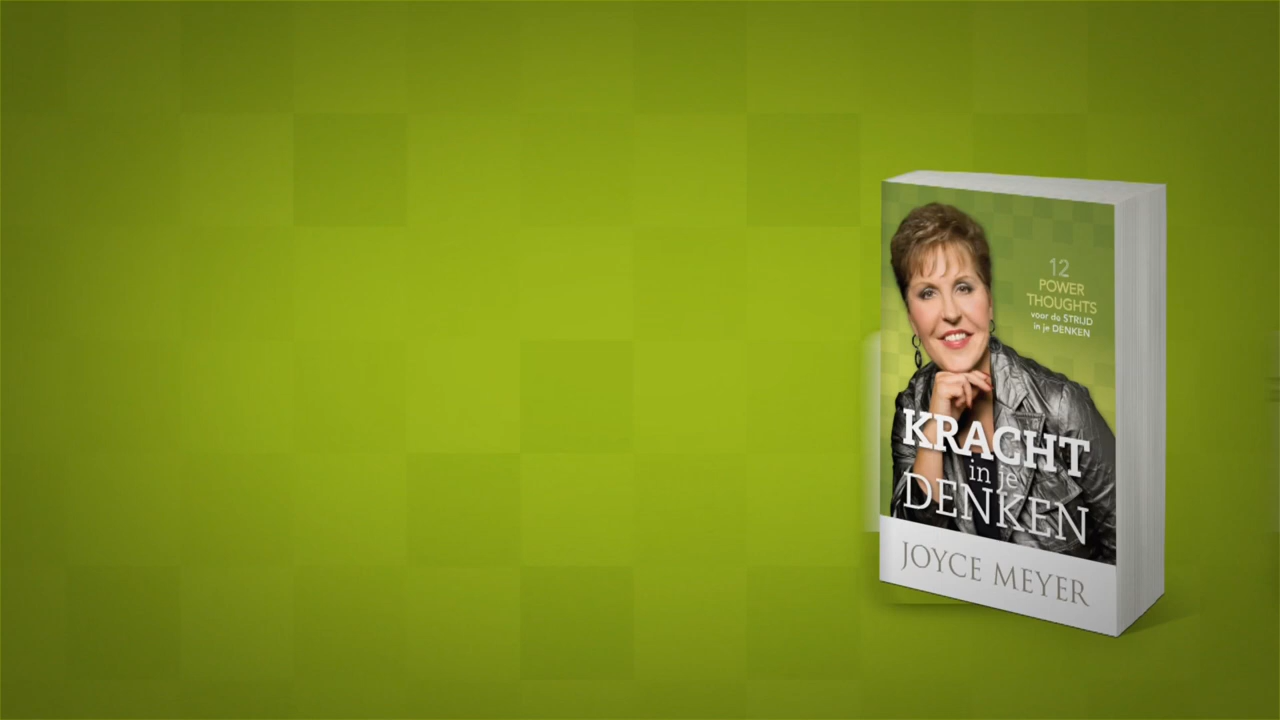 12
POWER
THOUGHTS
voor de STRIJD
in je DENKEN
KRACHT
in je
DENKEN
JOYCE MEYER